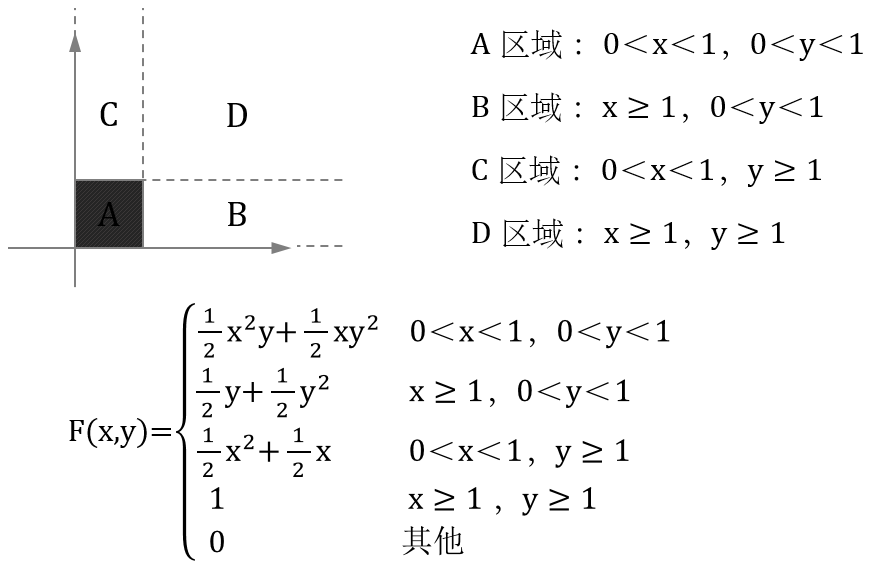 C
D
A
B
A 区域：0<x<1，0<y<1
B 区域：x ≥ 1，0<y<1
C 区域：0<x<1，y ≥ 1
D 区域：x ≥ 1，y ≥ 1
F(x,y)=
1/2 x²y+ 1/2 xy² 0<x<1，0<y<1
1/2 y+ 1/2 y² x ≥ 1，0<y<1
1/2 x²+ 1/2 x 0<x<1，y ≥ 1
1 x ≥ 1，y ≥ 1
0 其他